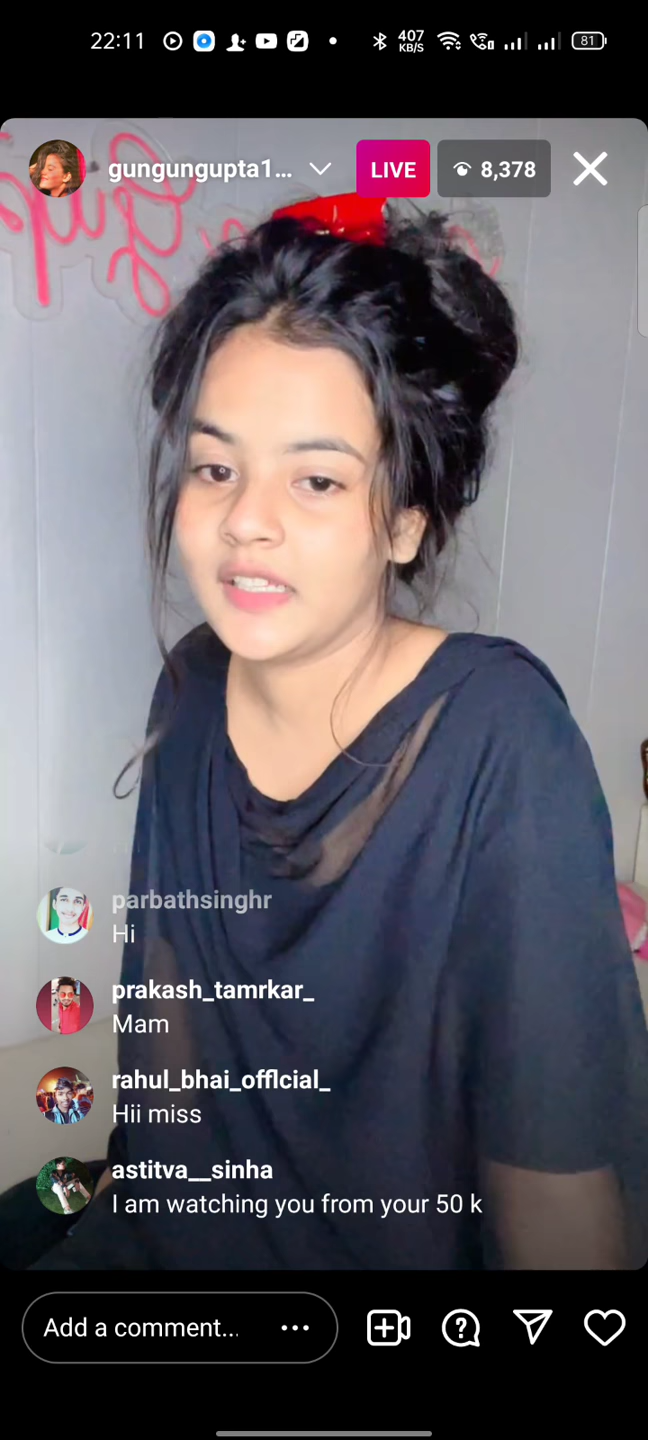 22:11
407
KB/S
81
gungungupta1...
LIVE
8,378
parbathsinghr
Hi
prakash_tamrkar_
Mam
rahul_bhai_offlcial_
Hii miss
astitva__sinha
I am watching you from your 50 k
Add a comment...